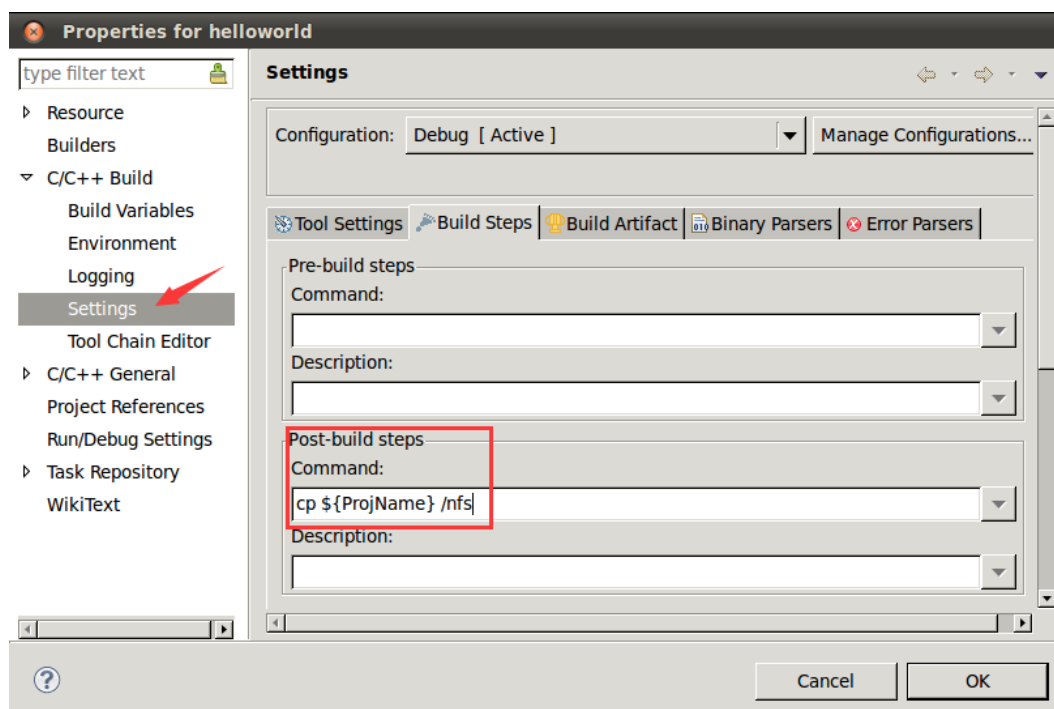 Properties for helloworld
type filter text
Resource
Builders
C/C++ Build
Build Variables
Environment
Logging
Settings
Tool Chain Editor
C/C++ General
Project References
Run/Debug Settings
Task Repository
WikiText
Settings
Configuration: Debug [ Active ] Manage Configurations...
Tool Settings Build Steps Build Artifact Binary Parsers Error Parsers
Pre-build steps
Command:
Description:
Post-build steps
Command:
cp ${ProjName} /nfs
Description:
Cancel OK